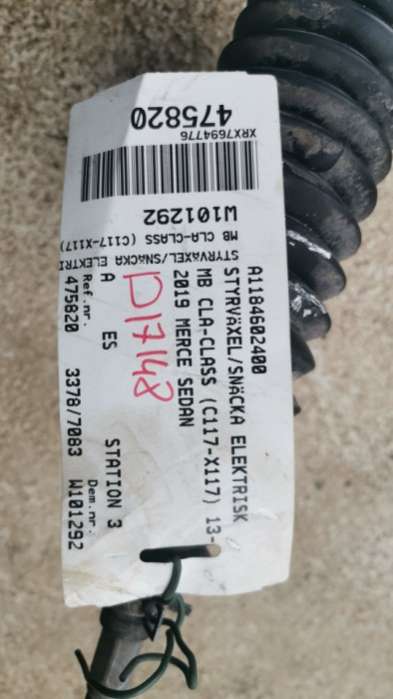 A1184602400
STYRVÄXEL/SNÄCKA ELEKTRISK
MB CLA-CLASS (C117-X117) 13-
2019 MERCE SEDAN
D17148
A ES STATION 3
Ref.nr. Dem.nr.
475820 3378/7083 W101292
475820
XRX7694776
W101292
MB CLA-CLASS (C117-X117)
STYRVÄXEL/SNÄCKA ELEKTRI